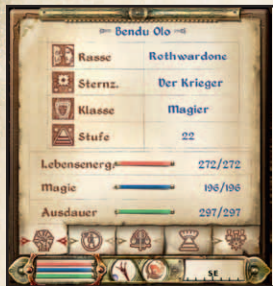 Bendu Olo
Rasse Rothwardone
Sternz. Der Krieger
Klasse Magier
Stufe 22
Lebensenerg. 272/272
Magie 196/196
Ausdauer 297/297
SE